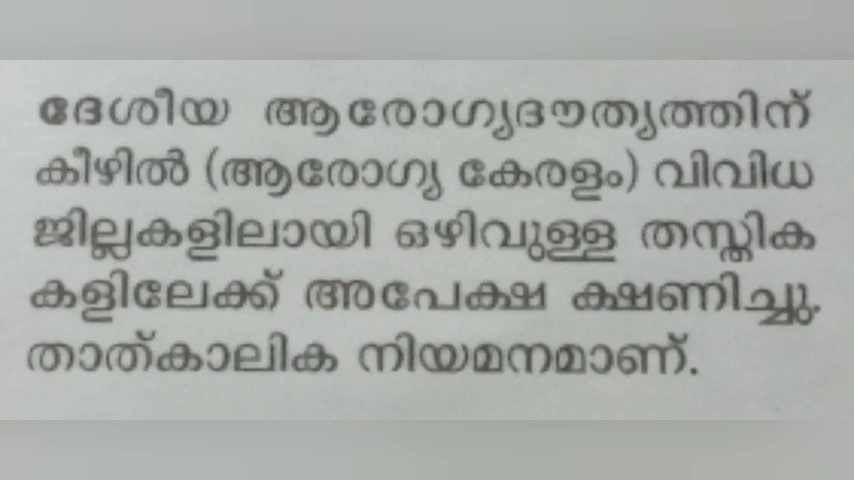 ദേശീയ ആരോഗ്യദൗത്യത്തിന്
കീഴിൽ (ആരോഗ്യ കേരളം) വിവിധ
ജില്ലകളിലായി ഒഴിവുള്ള തസ്തിക
കളിലേക്ക് അപേക്ഷ ക്ഷണിച്ചു.
താത്കാലിക നിയമനമാണ്.